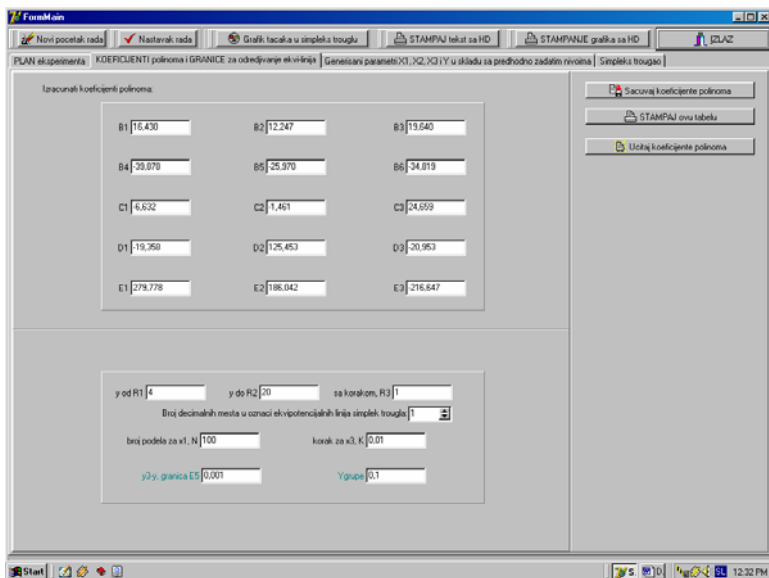 FormMain
Novi pocetak rada Nastavak rada Grafik tacaka u simpleks trouglu STAMPAJ tekst sa HD STAMPANJE grafika sa HD IZLAZ
PLAN eksperimenta KOEFICIJENTI polinoma i GRANICE za odredjivanje ekvi-linija Generisani parametri X1, X2, X3 i Y u skladu sa predhodno zadatim nivoima Simpleks trougao
Izracunati koeficijenti polinoma: Sacuvaj koeficijente polinoma
STAMPAJ ovu tabelu
Ucitaj koeficijente polinoma
B1 16,430 B2 12,247 B3 19,640
B4 -39,070 B5 -25,970 B6 -34,019
C1 -6,632 C2 -1,461 C3 24,659
D1 -19,358 D2 125,453 D3 -20,953
E1 279,778 E2 186,042 E3 -216,647
y od R1 4 y do R2 20 sa korakom, R3 1
Broj decimalnih mesta u oznaci ekvipotencijalnih linija simplek trougla: 1
broj podela za x1, N 100 korak za x3, K 0,01
y3-y, granica E5 0,001 Ygrupe 0,1
Start S. D. SL 12:32 PM